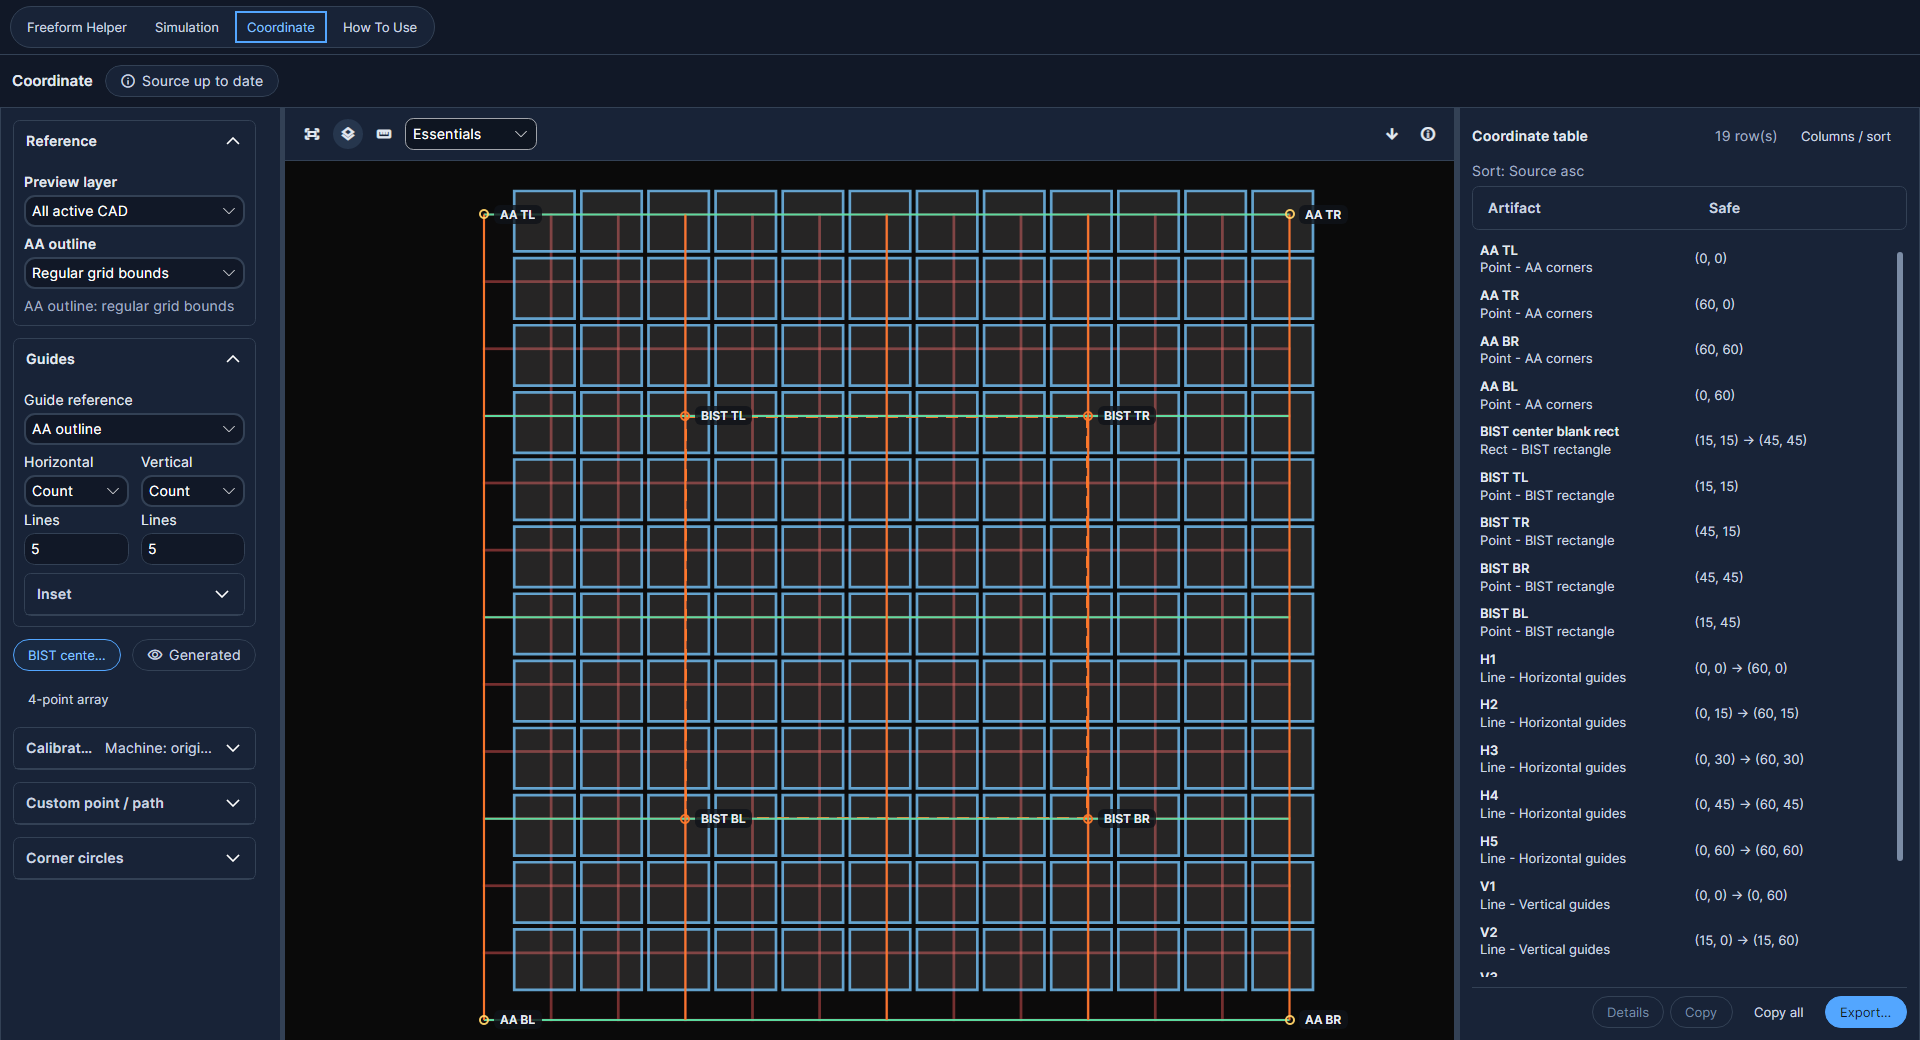 Freeform Helper
Simulation
Coordinate
How To Use
Coordinate
Source up to date
Reference
Preview layer
All active CAD
AA outline
Regular grid bounds
AA outline: regular grid bounds
Guides
Guide reference
AA outline
Horizontal
Vertical
Count
Count
Lines
Lines
5
5
Inset
BIST cente...
Generated
4-point array
Calibrat...
Machine: origi...
Custom point / path
Corner circles
Essentials
AA TL
AA TR
BIST TL
BIST TR
BIST BL
BIST BR
AA BL
AA BR
Coordinate table
19 row(s)
Columns / sort
Sort: Source asc
Artifact
Safe
AA TL
Point - AA corners
(0, 0)
AA TR
Point - AA corners
(60, 0)
AA BR
Point - AA corners
(60, 60)
AA BL
Point - AA corners
(0, 60)
BIST center blank rect
Rect - BIST rectangle
(15, 15) → (45, 45)
BIST TL
Point - BIST rectangle
(15, 15)
BIST TR
Point - BIST rectangle
(45, 15)
BIST BR
Point - BIST rectangle
(45, 45)
BIST BL
Point - BIST rectangle
(15, 45)
H1
Line - Horizontal guides
(0, 0) → (60, 0)
H2
Line - Horizontal guides
(0, 15) → (60, 15)
H3
Line - Horizontal guides
(0, 30) → (60, 30)
H4
Line - Horizontal guides
(0, 45) → (60, 45)
H5
Line - Horizontal guides
(0, 60) → (60, 60)
V1
Line - Vertical guides
(0, 0) → (0, 60)
V2
Line - Vertical guides
(15, 0) → (15, 60)
V3
Details
Copy
Copy all
Export...